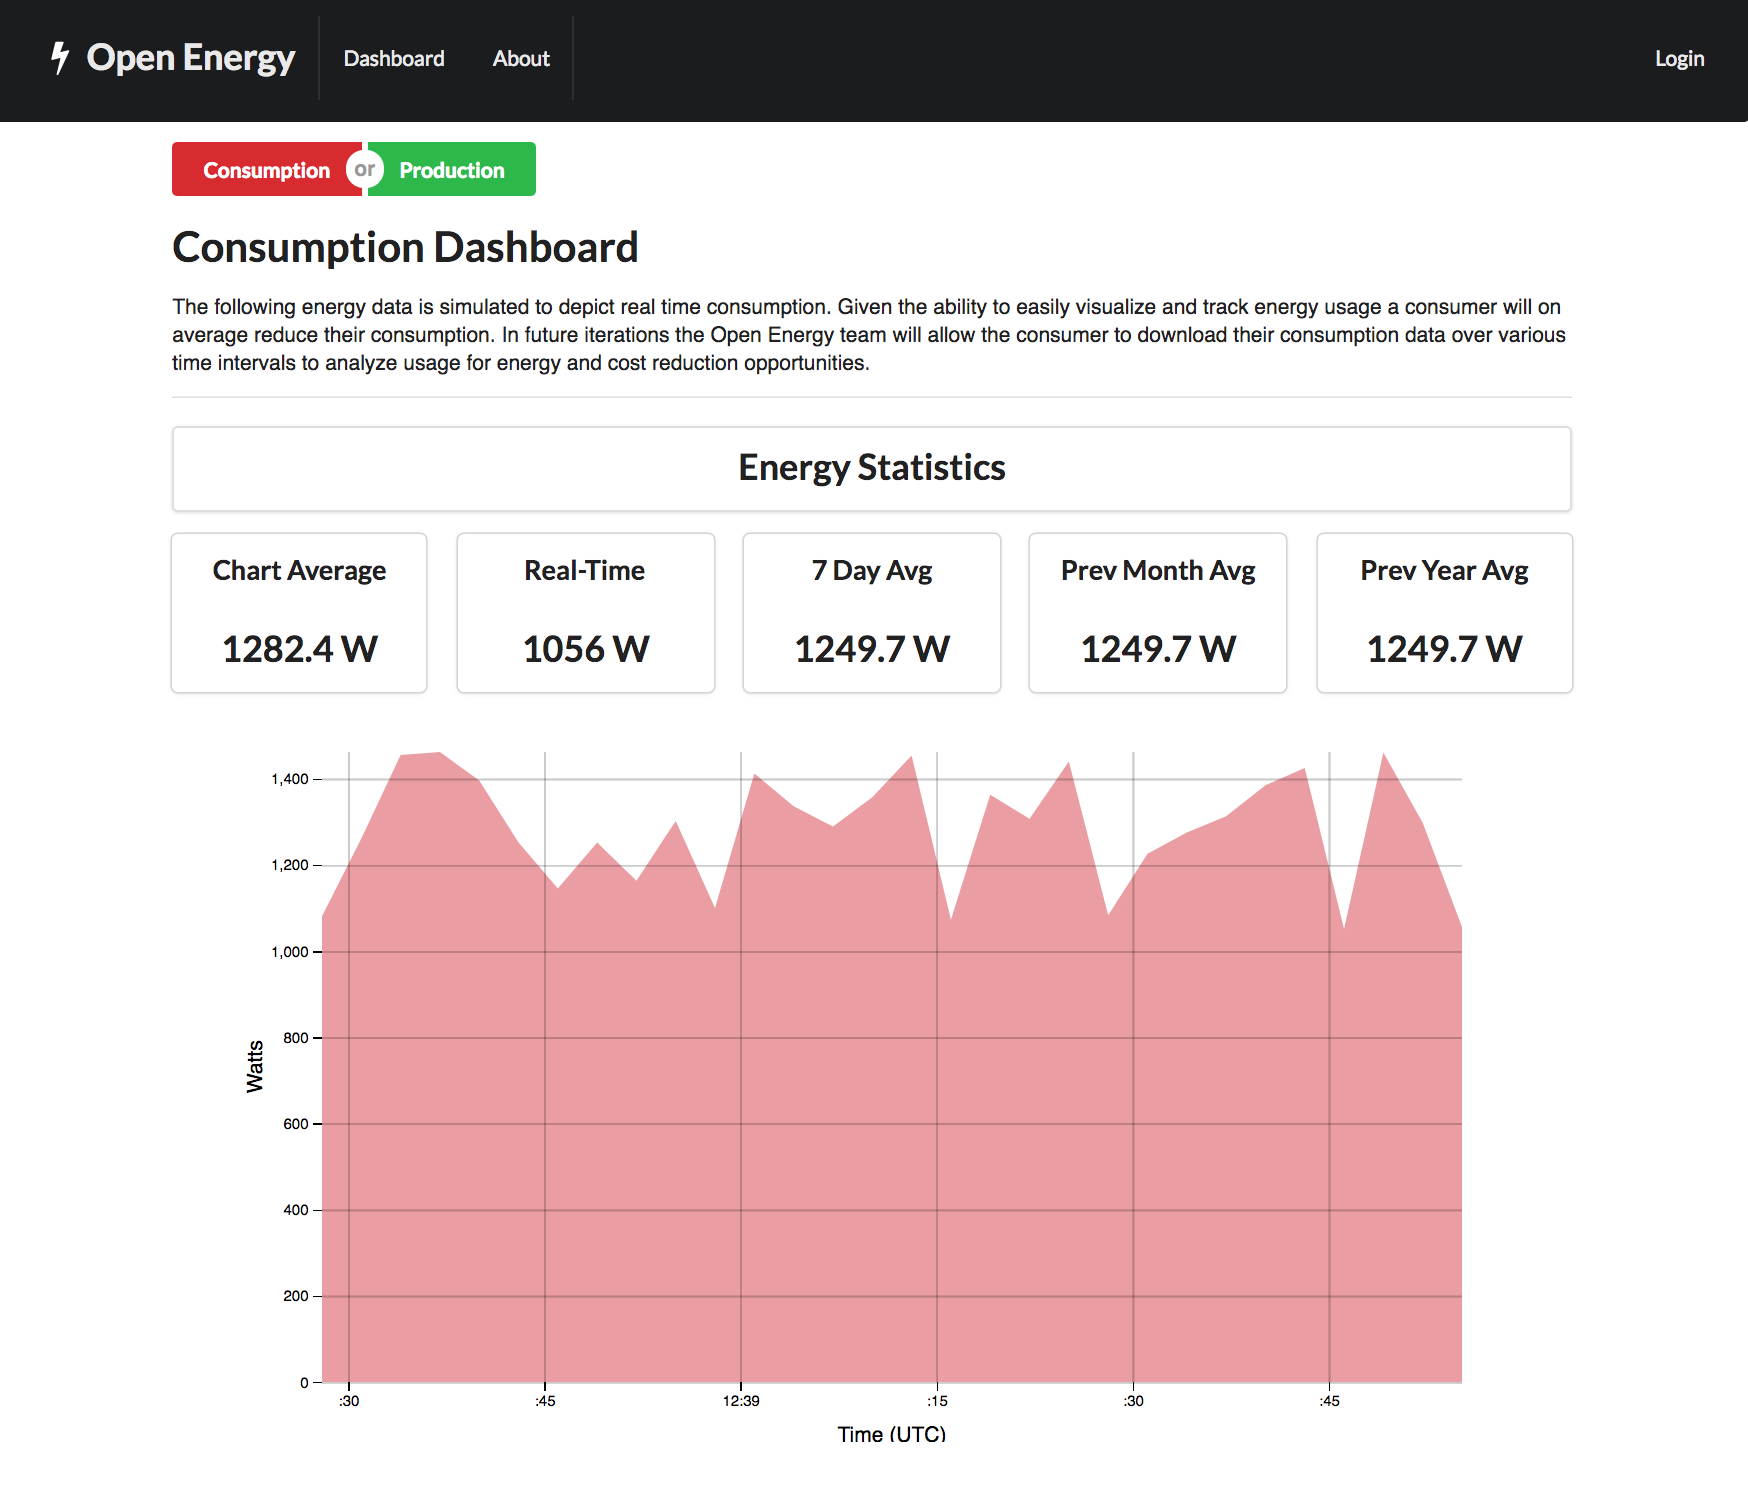 Open Energy
Dashboard
About
Login
Consumption
or
Production
Consumption Dashboard
The following energy data is simulated to depict real time consumption. Given the ability to easily visualize and track energy usage a consumer will on
average reduce their consumption. In future iterations the Open Energy team will allow the consumer to download their consumption data over various
time intervals to analyze usage for energy and cost reduction opportunities.
Energy Statistics
Chart Average
1282.4 W
Real-Time
1056 W
7 Day Avg
1249.7 W
Prev Month Avg
1249.7 W
Prev Year Avg
1249.7 W
1,400
1,200
1,000
800
600
400
200
0
Watts
:30
:45
12:39
:15
:30
:45
Time (UTC)